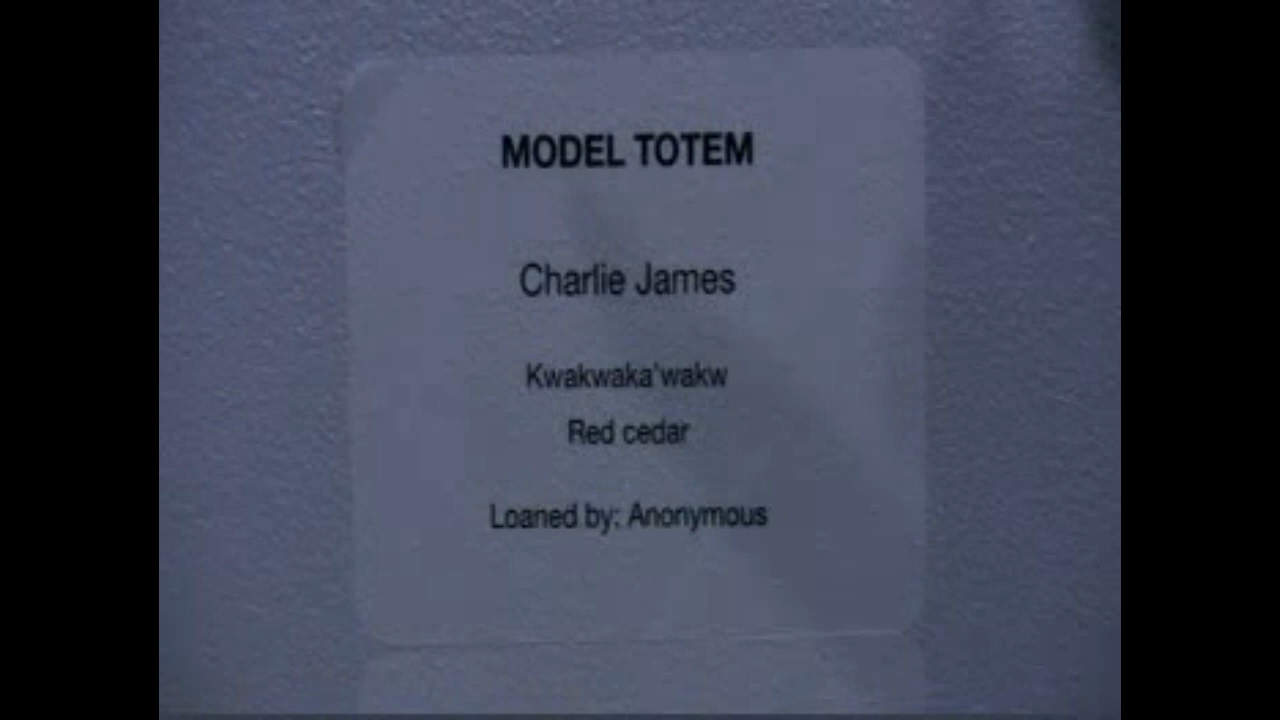 MODEL TOTEM
Charlie James
Kwakwaka'wakw
Red cedar
Loaned by; Anonymous